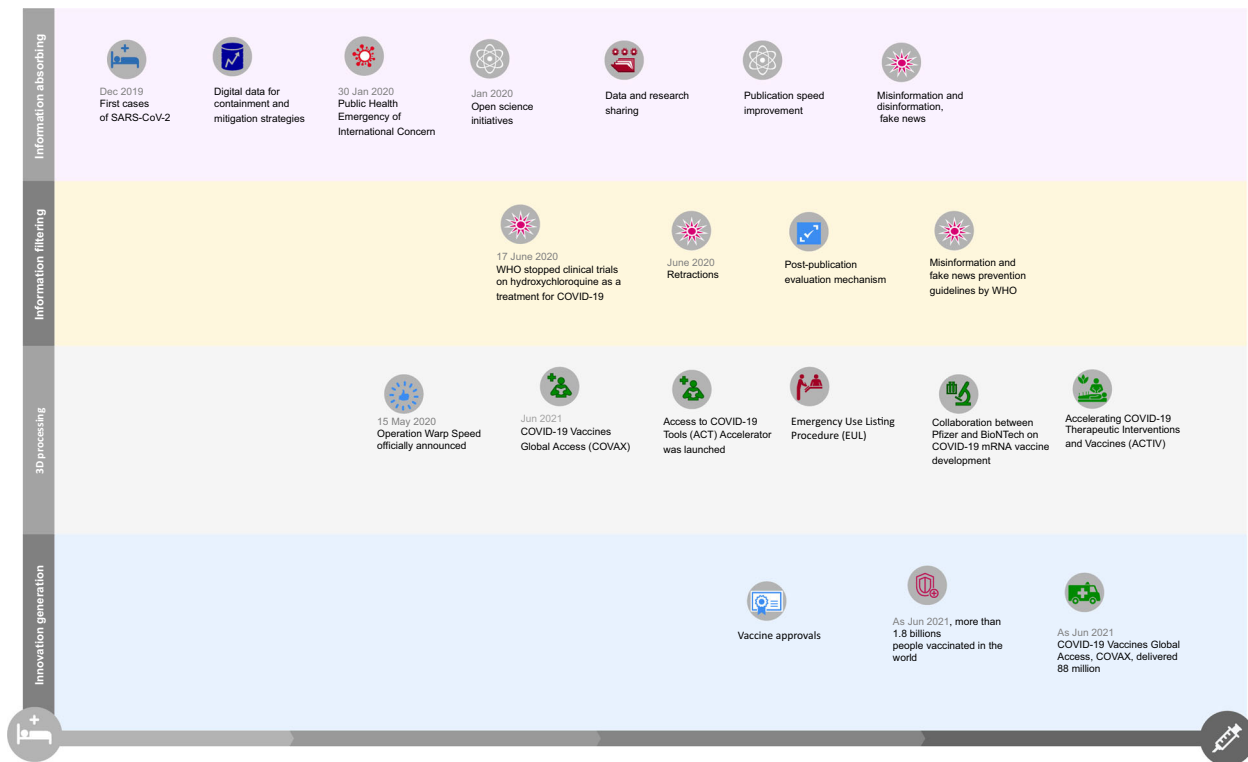 Information absorbing
Dec 2019
First cases
of SARS-CoV-2
Digital data for
containment and
mitigation strategies
30 Jan 2020
Public Health
Emergency of
International Concern
Jan 2020
Open science
initiatives
Data and research
sharing
Publication speed
improvement
Misinformation and
disinformation,
fake news
Information filtering
17 June 2020
WHO stopped clinical trials
on hydroxychloroquine as a
treatment for COVID-19
June 2020
Retractions
Post-publication
evaluation mechanism
Misinformation and
fake news prevention
guidelines by WHO
3D processing
15 May 2020
Operation Warp Speed
officially announced
Jun 2021
COVID-19 Vaccines
Global Access (COVAX)
Access to COVID-19
Tools (ACT) Accelerator
was launched
Emergency Use Listing
Procedure (EUL)
Collaboration between
Pfizer and BioNTech on
COVID-19 mRNA vaccine
development
Accelerating COVID-19
Therapeutic Interventions
and Vaccines (ACTIV)
Innovation generation
Vaccine approvals
As Jun 2021, more than
1.8 billions
people vaccinated in the
world
As Jun 2021
COVID-19 Vaccines Global
Access, COVAX, delivered
88 million